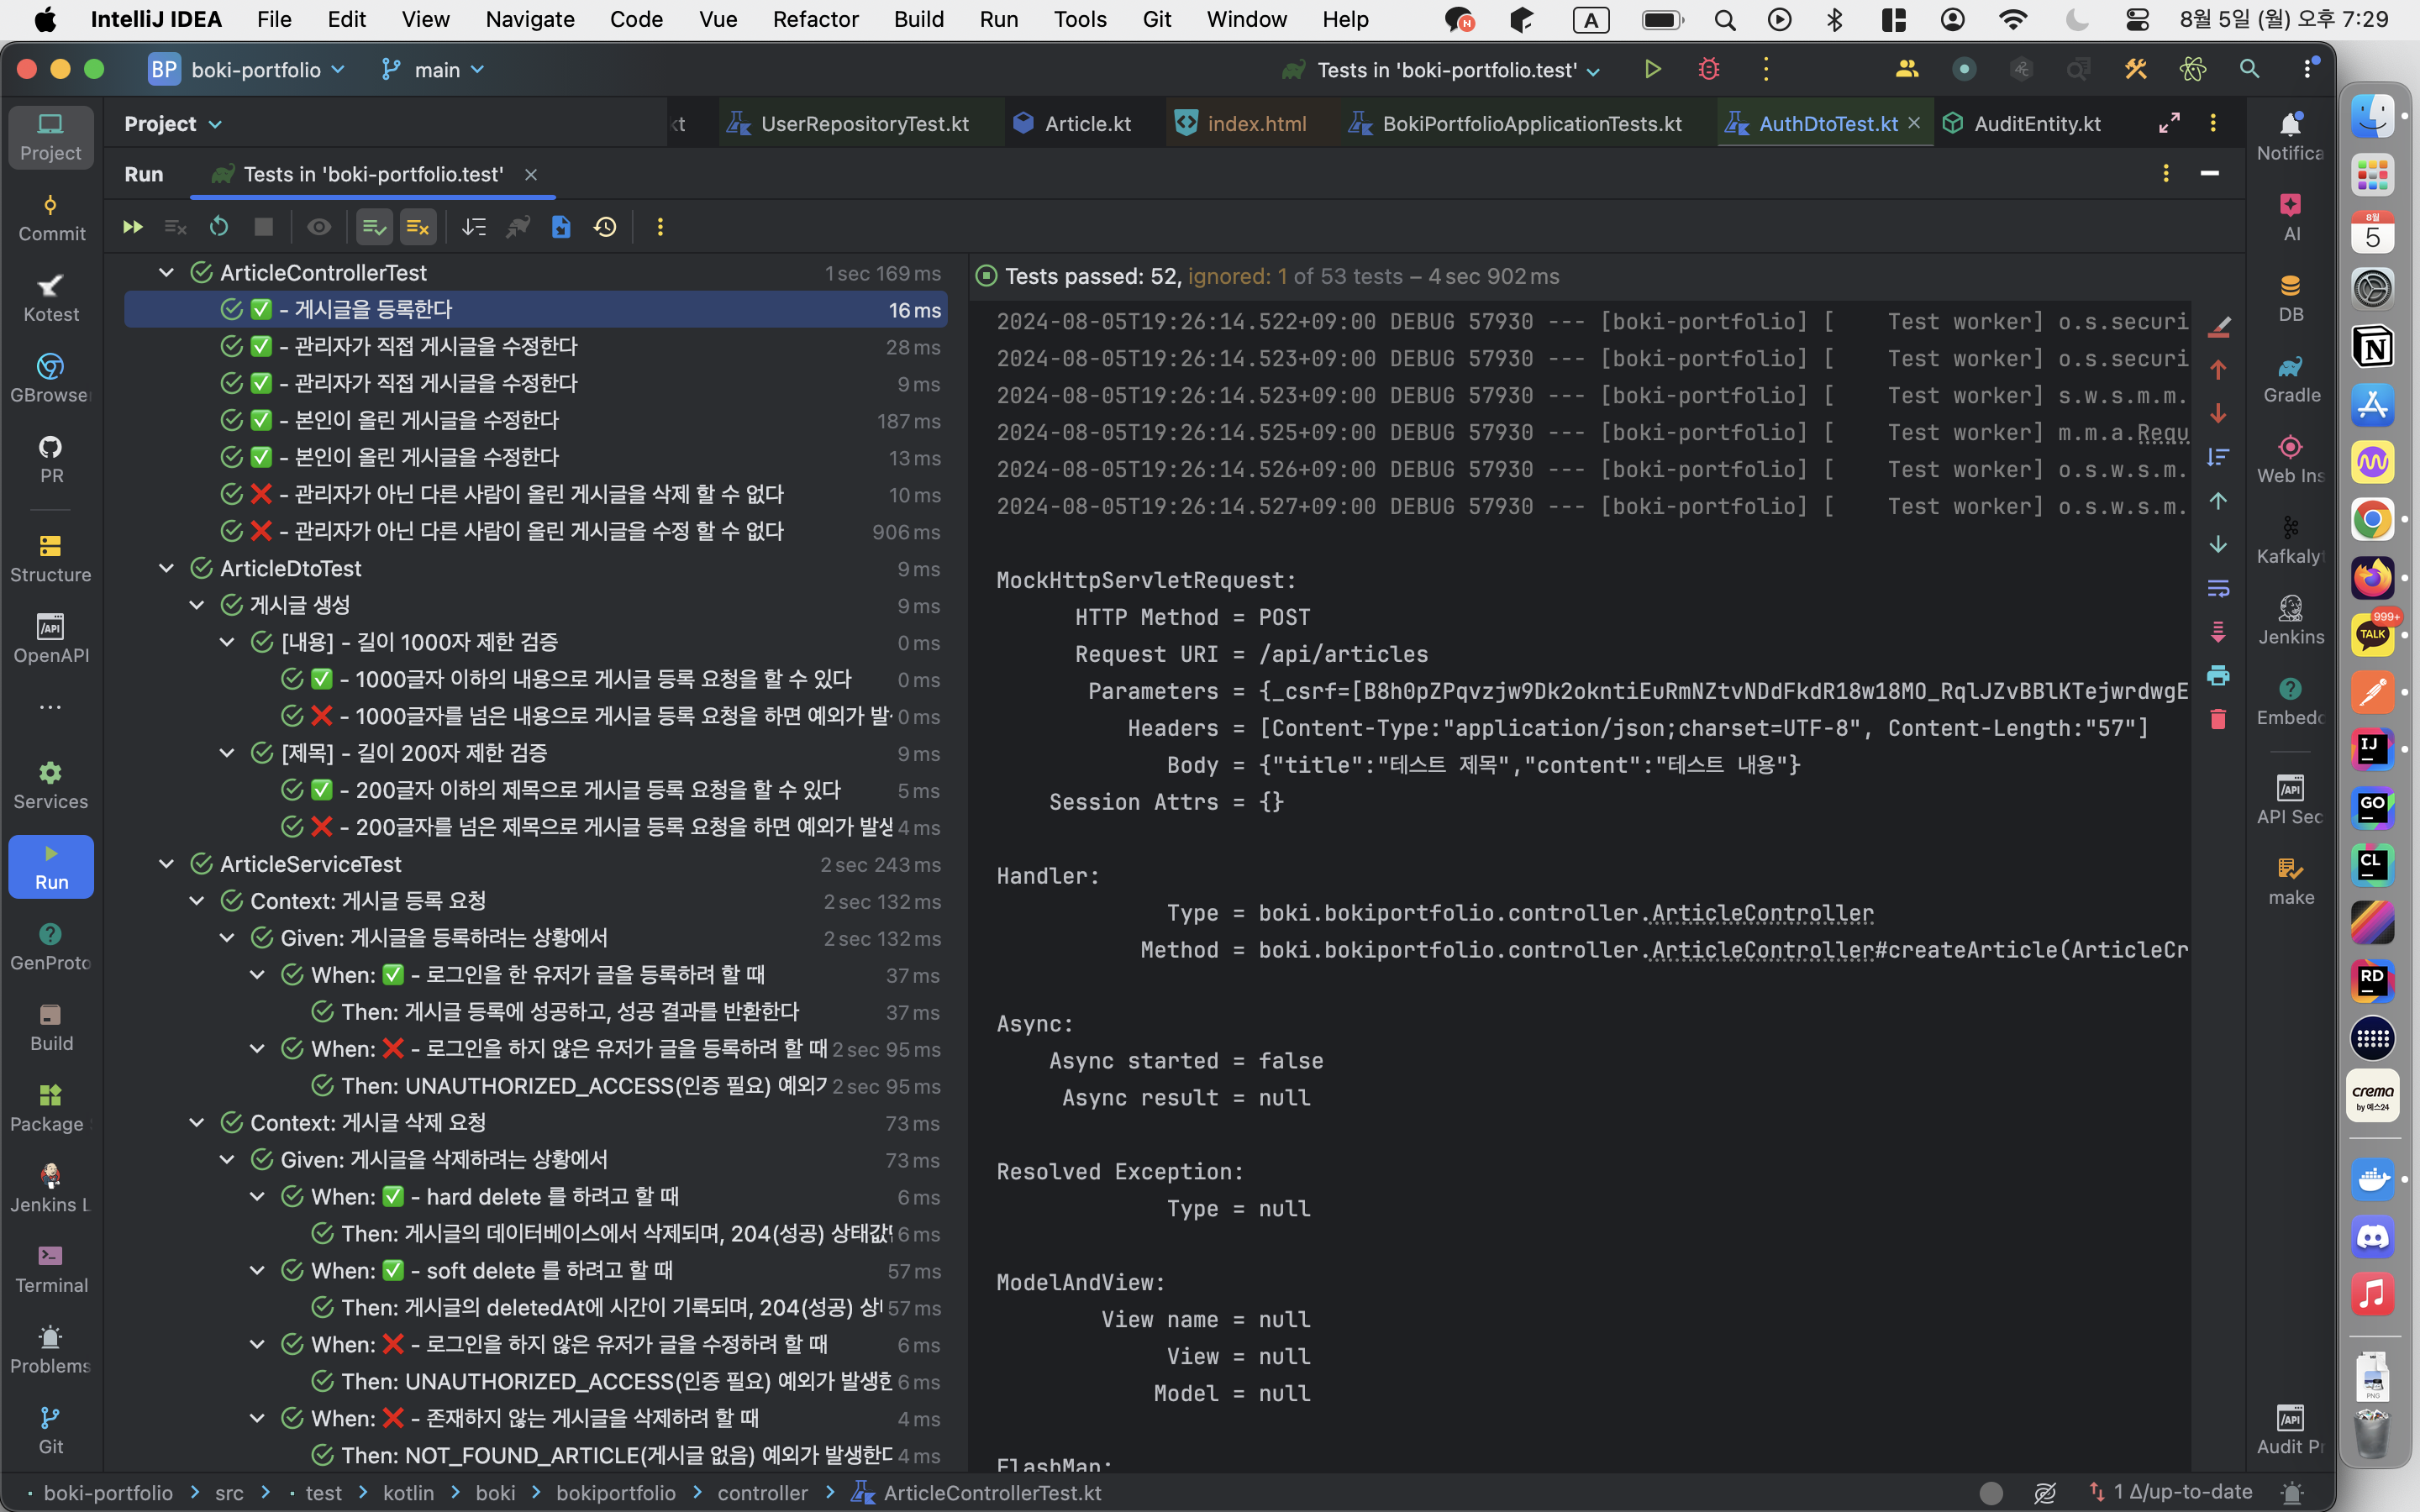 IntelliJ IDEA File Edit View Navigate Code Vue Refactor Build Run Tools Git Window Help A 8월 5일 (월) 오후 7:29
BP boki-portfolio main Tests in 'boki-portfolio.test'
Project
Commit
Kotest
GBrowse
PR
Structure
OpenAPI
Services
Run
GenProto
Build
Package
Jenkins L
Terminal
Problems
Git
Project
kt UserRepositoryTest.kt Article.kt index.html BokiPortfolioApplicationTests.kt AuthDtoTest.kt AuditEntity.kt
Run Tests in 'boki-portfolio.test'
ArticleControllerTest 1 sec 169 ms
✅ - 게시글을 등록한다 16 ms
✅ - 관리자가 직접 게시글을 수정한다 28 ms
✅ - 관리자가 직접 게시글을 수정한다 9 ms
✅ - 본인이 올린 게시글을 수정한다 187 ms
✅ - 본인이 올린 게시글을 수정한다 13 ms
❌ - 관리자가 아닌 다른 사람이 올린 게시글을 삭제 할 수 없다 10 ms
❌ - 관리자가 아닌 다른 사람이 올린 게시글을 수정 할 수 없다 906 ms
ArticleDtoTest 9 ms
게시글 생성 9 ms
[내용] - 길이 1000자 제한 검증 0 ms
✅ - 1000글자 이하의 내용으로 게시글 등록 요청을 할 수 있다 0 ms
❌ - 1000글자를 넘은 내용으로 게시글 등록 요청을 하면 예외가 발 0 ms
[제목] - 길이 200자 제한 검증 9 ms
✅ - 200글자 이하의 제목으로 게시글 등록 요청을 할 수 있다 5 ms
❌ - 200글자를 넘은 제목으로 게시글 등록 요청을 하면 예외가 발생 4 ms
ArticleServiceTest 2 sec 243 ms
Context: 게시글 등록 요청 2 sec 132 ms
Given: 게시글을 등록하려는 상황에서 2 sec 132 ms
When: ✅ - 로그인을 한 유저가 글을 등록하려 할 때 37 ms
Then: 게시글 등록에 성공하고, 성공 결과를 반환한다 37 ms
When: ❌ - 로그인을 하지 않은 유저가 글을 등록하려 할 때 2 sec 95 ms
Then: UNAUTHORIZED_ACCESS(인증 필요) 예외가 2 sec 95 ms
Context: 게시글 삭제 요청 73 ms
Given: 게시글을 삭제하려는 상황에서 73 ms
When: ✅ - hard delete 를 하려고 할 때 6 ms
Then: 게시글의 데이터베이스에서 삭제되며, 204(성공) 상태값 6 ms
When: ✅ - soft delete 를 하려고 할 때 57 ms
Then: 게시글의 deletedAt에 시간이 기록되며, 204(성공) 상 57 ms
When: ❌ - 로그인을 하지 않은 유저가 글을 수정하려 할 때 6 ms
Then: UNAUTHORIZED_ACCESS(인증 필요) 예외가 발생한 6 ms
When: ❌ - 존재하지 않는 게시글을 삭제하려 할 때 4 ms
Then: NOT_FOUND_ARTICLE(게시글 없음) 예외가 발생한다 4 ms
Tests passed: 52, ignored: 1 of 53 tests – 4 sec 902 ms
2024-08-05T19:26:14.522+09:00 DEBUG 57930 --- [boki-portfolio] [ Test worker] o.s.securi
2024-08-05T19:26:14.523+09:00 DEBUG 57930 --- [boki-portfolio] [ Test worker] o.s.securi
2024-08-05T19:26:14.523+09:00 DEBUG 57930 --- [boki-portfolio] [ Test worker] s.w.s.m.m.
2024-08-05T19:26:14.525+09:00 DEBUG 57930 --- [boki-portfolio] [ Test worker] m.m.a.Requ
2024-08-05T19:26:14.526+09:00 DEBUG 57930 --- [boki-portfolio] [ Test worker] o.s.w.s.m.
2024-08-05T19:26:14.527+09:00 DEBUG 57930 --- [boki-portfolio] [ Test worker] o.s.w.s.m.
MockHttpServletRequest:
HTTP Method = POST
Request URI = /api/articles
Parameters = {_csrf=[B8h0pZPqvzjw9Dk2okntiEuRmNZtvNDdFkdR18w18MO_RqlJZvBBlKTejwrdwgE
Headers = [Content-Type:"application/json;charset=UTF-8", Content-Length:"57"]
Body = {"title":"테스트 제목","content":"테스트 내용"}
Session Attrs = {}
Handler:
Type = boki.bokiportfolio.controller.ArticleController
Method = boki.bokiportfolio.controller.ArticleController#createArticle(ArticleCr
Async:
Async started = false
Async result = null
Resolved Exception:
Type = null
ModelAndView:
View name = null
View = null
Model = null
FlashMap:
Notifica
AI
DB
Gradle
Web Ins
Kafkaly
Jenkins
Embedd
API Sec
make
Audit Pr
8월
5
999+
TALK
IJ
GO
CL
RD
crema
by 예스24
PNG
boki-portfolio > src > test > kotlin > boki > bokiportfolio > controller > ArticleControllerTest.kt 1 Δ/up-to-date